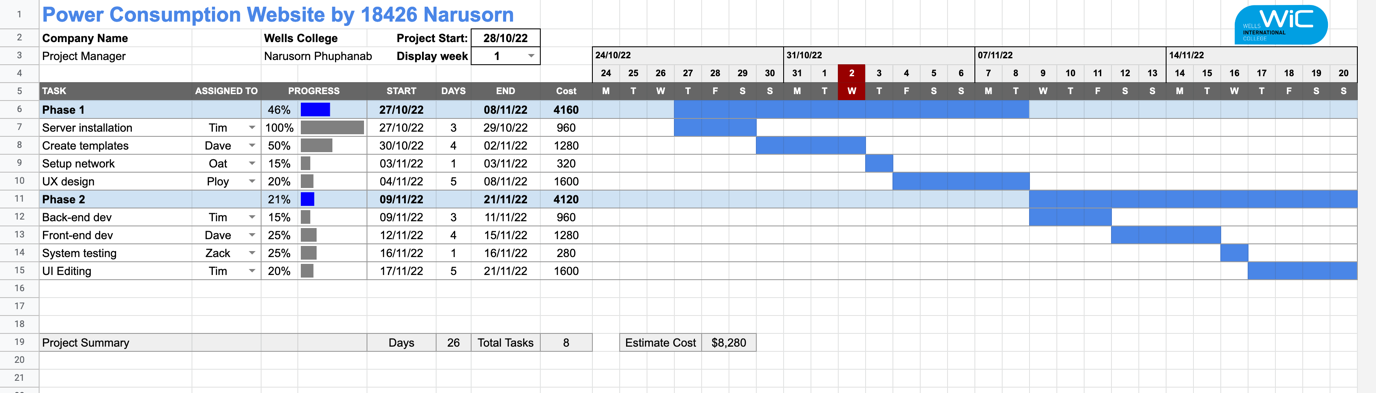 1 Power Consumption Website by 18426 Narusorn WELLS WiC INTERNATIONAL COLLEGE
2 Company Name Wells College Project Start: 28/10/22
3 Project Manager Narusorn Phuphanab Display week 1 24/10/22 31/10/22 07/11/22 14/11/22
4 24 25 26 27 28 29 30 31 1 2 3 4 5 6 7 8 9 10 11 12 13 14 15 16 17 18 19 20
5 TASK ASSIGNED TO PROGRESS START DAYS END Cost M T W T F S S M T W T F S S M T W T F S S M T W T F S S
6 Phase 1 46% 27/10/22 08/11/22 4160
7 Server installation Tim 100% 27/10/22 3 29/10/22 960
8 Create templates Dave 50% 30/10/22 4 02/11/22 1280
9 Setup network Oat 15% 03/11/22 1 03/11/22 320
10 UX design Ploy 20% 04/11/22 5 08/11/22 1600
11 Phase 2 21% 09/11/22 21/11/22 4120
12 Back-end dev Tim 15% 09/11/22 3 11/11/22 960
13 Front-end dev Dave 25% 12/11/22 4 15/11/22 1280
14 System testing Zack 25% 16/11/22 1 16/11/22 280
15 UI Editing Tim 20% 17/11/22 5 21/11/22 1600
16
17
18
19 Project Summary Days 26 Total Tasks 8 Estimate Cost $8,280
20
21